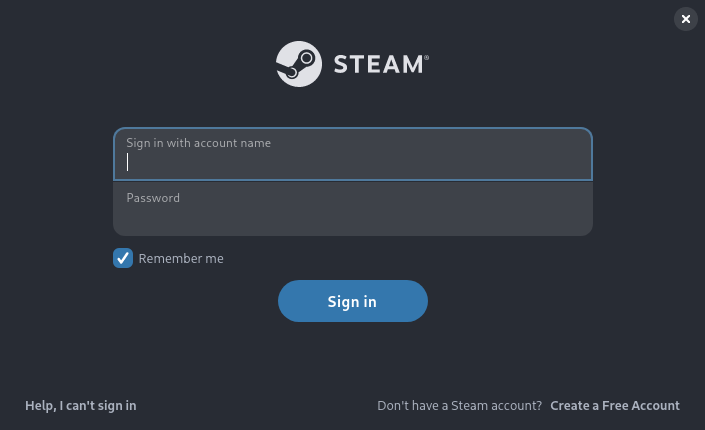 STEAM®
Sign in with account name
Password
Remember me
Sign in
Help, I can't sign in
Don't have a Steam account? Create a Free Account